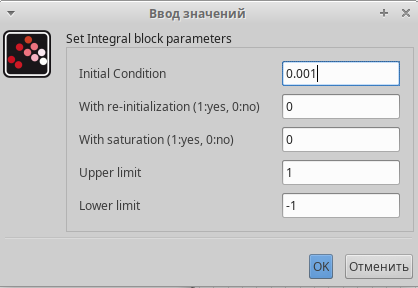 Ввод значений
Set Integral block parameters
Initial Condition 0.001
With re-initialization (1:yes, 0:no) 0
With saturation (1:yes, 0:no) 0
Upper limit 1
Lower limit -1
OK Отменить